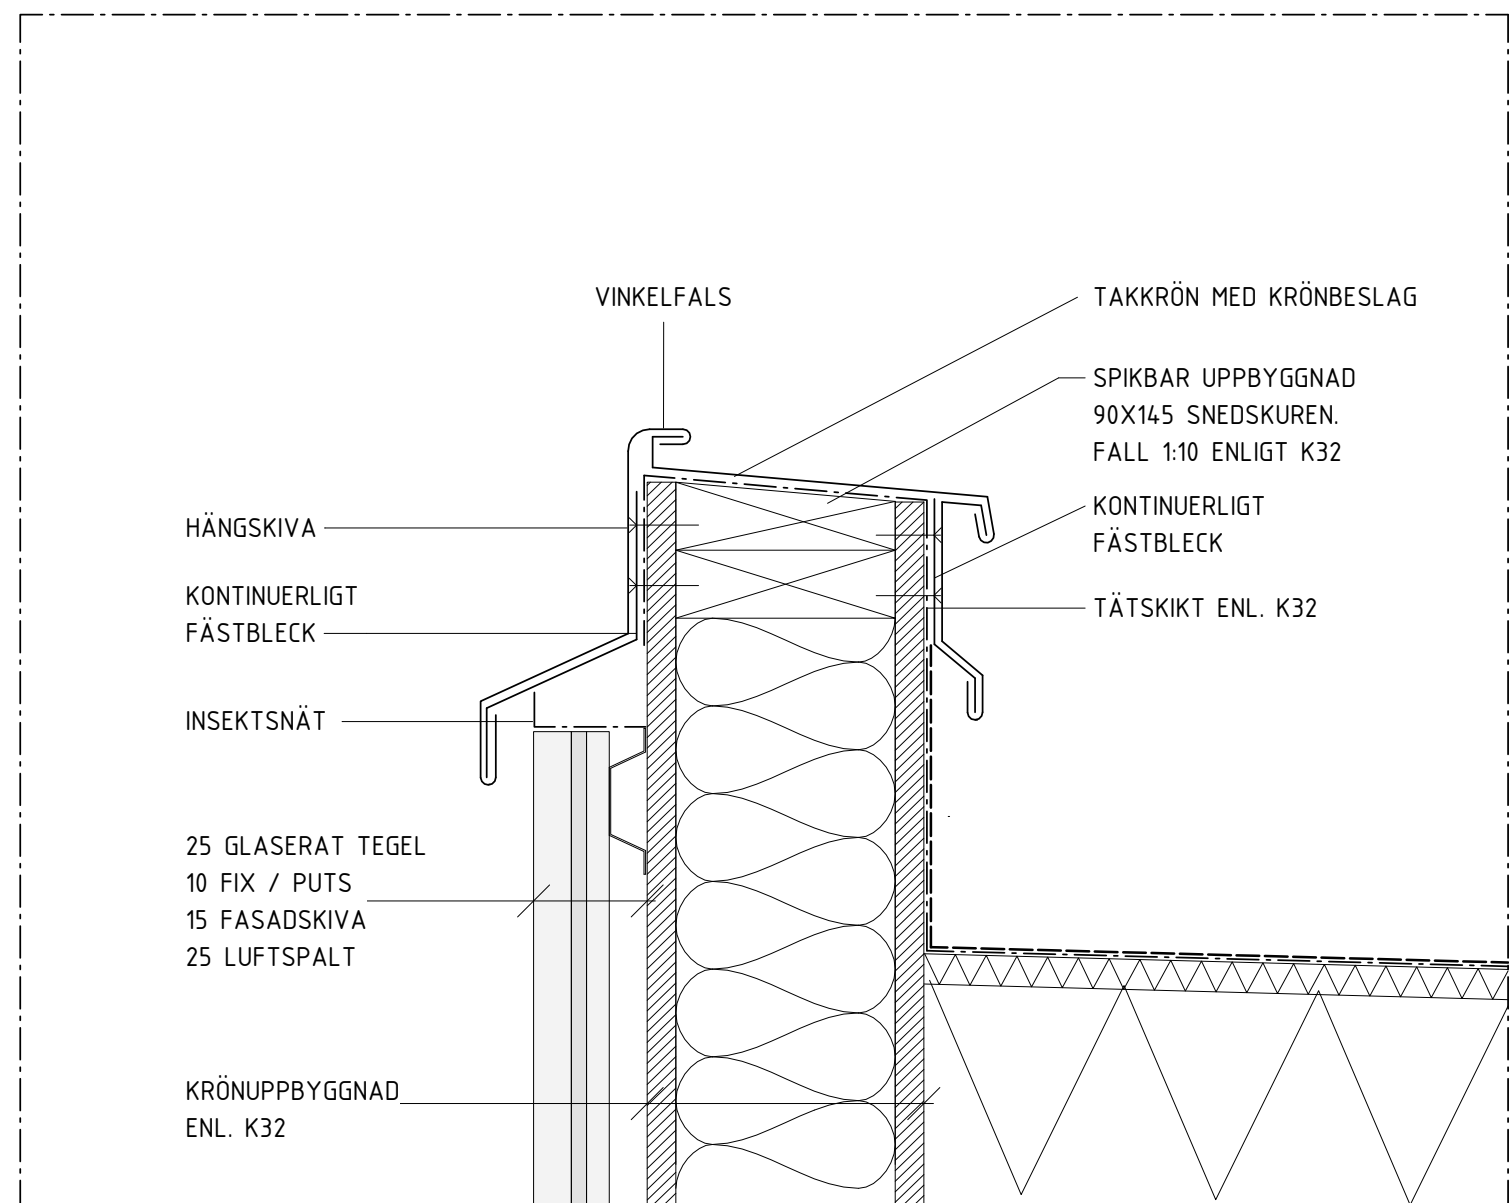 VINKELFALS
TAKKRÖN MED KRÖNBESLAG
SPIKBAR UPPBYGGNAD
90X145 SNEDSKUREN.
FALL 1:10 ENLIGT K32
KONTINUERLIGT
FÄSTBLECK
TÄTSKIKT ENL. K32
HÄNGSKIVA
KONTINUERLIGT
FÄSTBLECK
INSEKTSNÄT
25 GLASERAT TEGEL
10 FIX / PUTS
15 FASADSKIVA
25 LUFTSPALT
KRÖNUPPBYGGNAD
ENL. K32